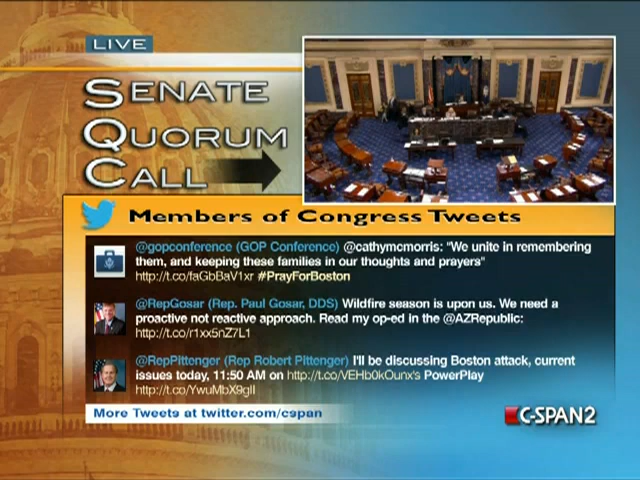 LIVE
SENATE
QUORUM
CALL
Members of Congress Tweets
@gopconference (GOP Conference) @cathymcmorris: "We unite in remembering
them, and keeping these families in our thoughts and prayers"
http://t.co/faGbBaV1xr #PrayForBoston
@RepGosar (Rep. Paul Gosar, DDS) Wildfire season is upon us. We need a
proactive not reactive approach. Read my op-ed in the @AZRepublic:
http://t.co/r1xx5nZ7L1
@RepPittenger (Rep Robert Pittenger) I'll be discussing Boston attack, current
issues today, 11:50 AM on http://t.co/VEHb0kOunx's PowerPlay
http://t.co/YwuMbX9gII
More Tweets at twitter.com/cspan
C-SPAN2